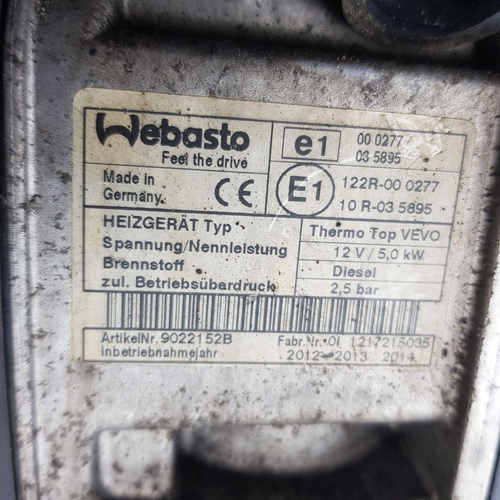 Webasto
Feel the drive
e1
00 0277
03 5895
Made in
Germany
CE
E1
122R-00 0277
10 R-03 5895
HEIZGERÄT Typ
Thermo Top VEVO
Spannung/Nennleistung
12 V / 5,0 kW
Brennstoff
Diesel
zul. Betriebsüberdruck
2,5 bar
ArtikelNr. 9022152B
Fabr.Nr. OI 1217215035
Inbetriebnahmejahr
2012 2013 2014